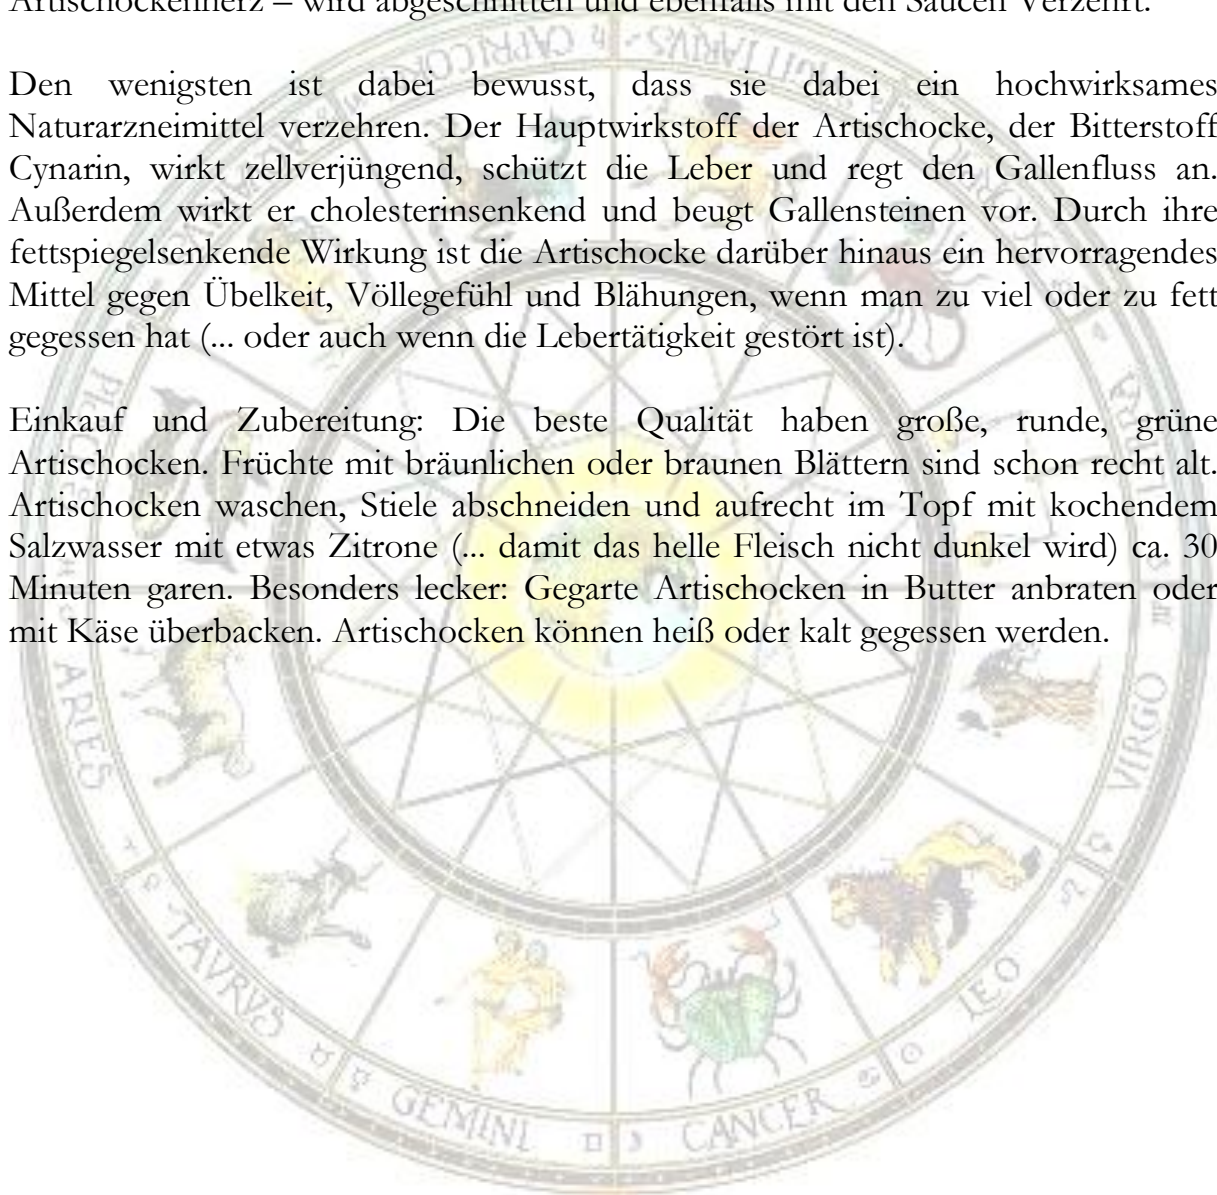 Artischockenherz – wird abgeschnitten und ebenfalls mit den Saucen Verzehrt.
Den wenigsten ist dabei bewusst, dass sie dabei ein hochwirksames
Naturarzneimittel verzehren. Der Hauptwirkstoff der Artischocke, der Bitterstoff
Cynarin, wirkt zellverjüngend, schützt die Leber und regt den Gallenfluss an.
Außerdem wirkt er cholesterinsenkend und beugt Gallensteinen vor. Durch ihre
fettspiegelsenkende Wirkung ist die Artischocke darüber hinaus ein hervorragendes
Mittel gegen Übelkeit, Völlegefühl und Blähungen, wenn man zu viel oder zu fett
gegessen hat (... oder auch wenn die Lebertätigkeit gestört ist).
Einkauf und Zubereitung: Die beste Qualität haben große, runde, grüne
Artischocken. Früchte mit bräunlichen oder braunen Blättern sind schon recht alt.
Artischocken waschen, Stiele abschneiden und aufrecht im Topf mit kochendem
Salzwasser mit etwas Zitrone (... damit das helle Fleisch nicht dunkel wird) ca. 30
Minuten garen. Besonders lecker: Gegarte Artischocken in Butter anbraten oder
mit Käse überbacken. Artischocken können heiß oder kalt gegessen werden.
ARIES
TAVRVS
GEMINI
CANCER
LEO
VIRGO